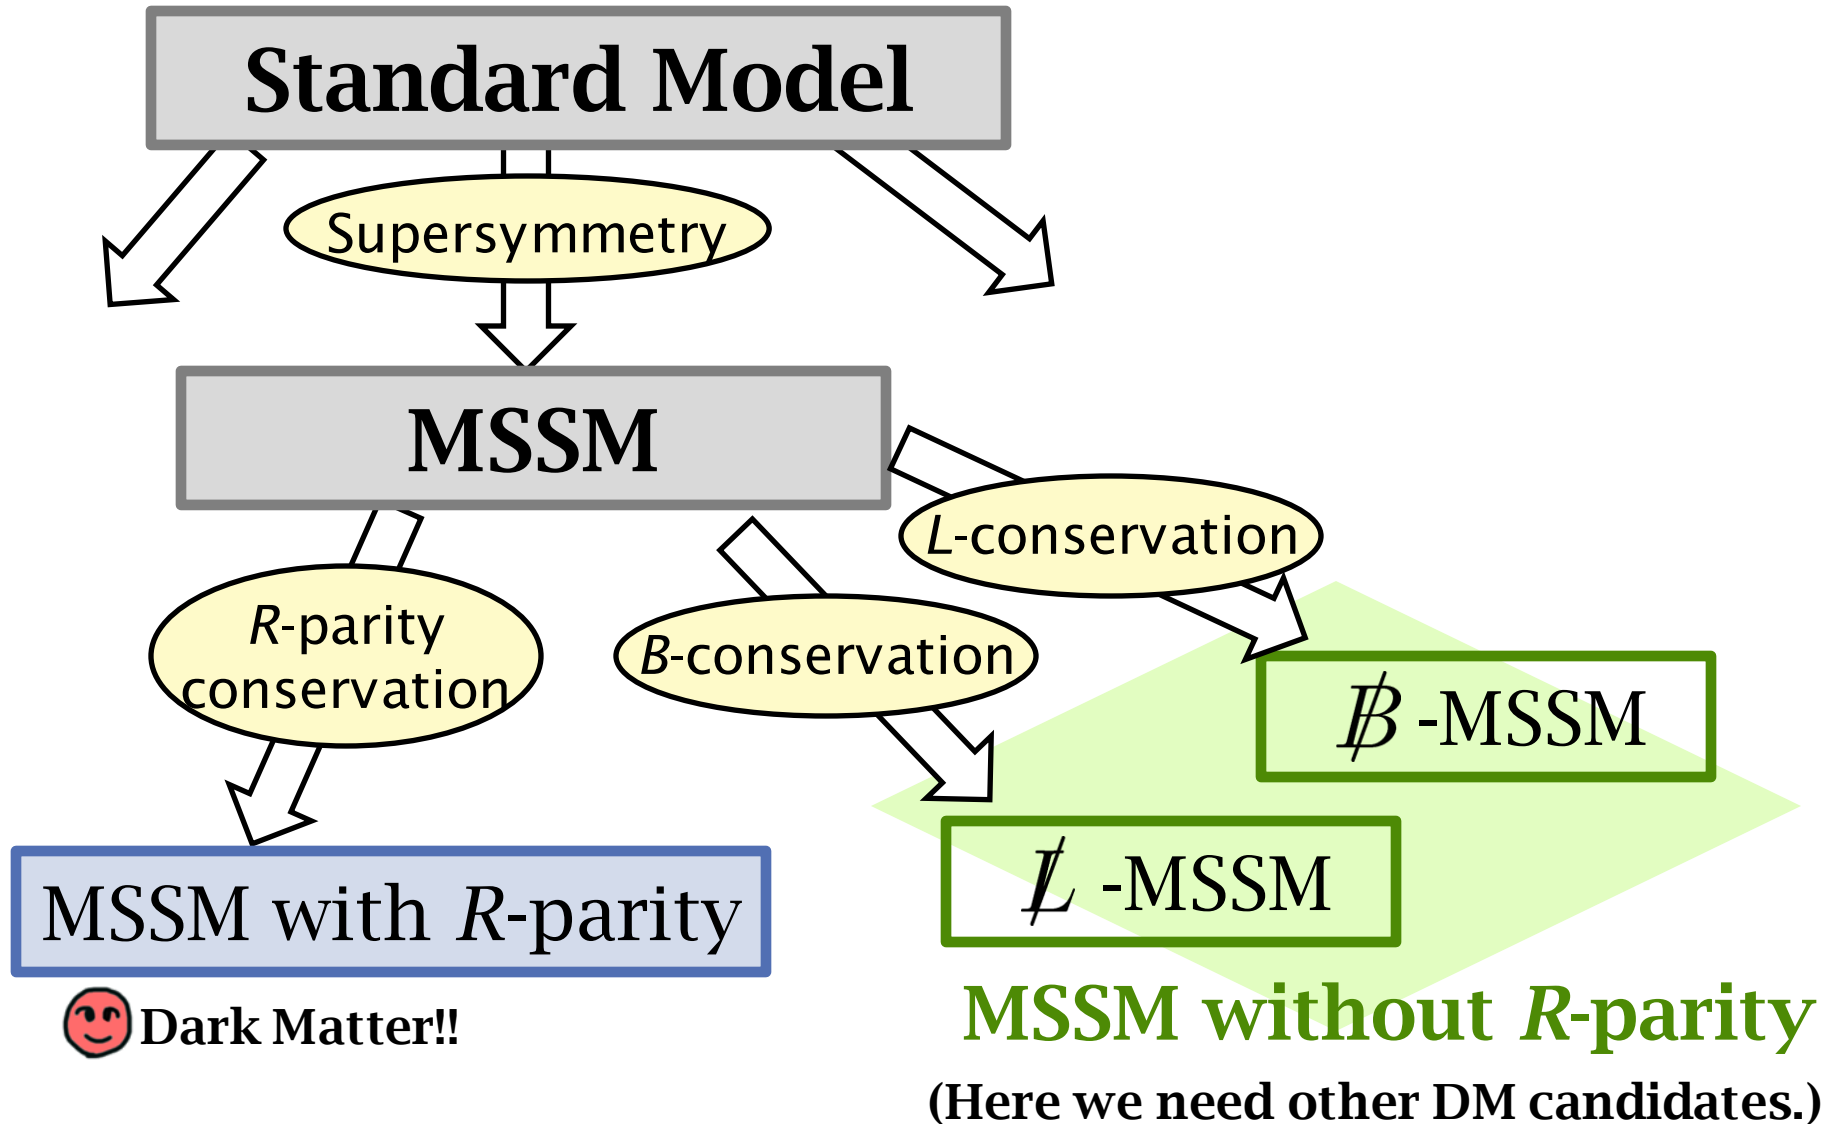 Standard Model
Supersymmetry
MSSM
L-conservation
R-parity
conservation
B-conservation
B̸ -MSSM
L̸ -MSSM
MSSM with R-parity
Dark Matter!!
MSSM without R-parity
(Here we need other DM candidates.)